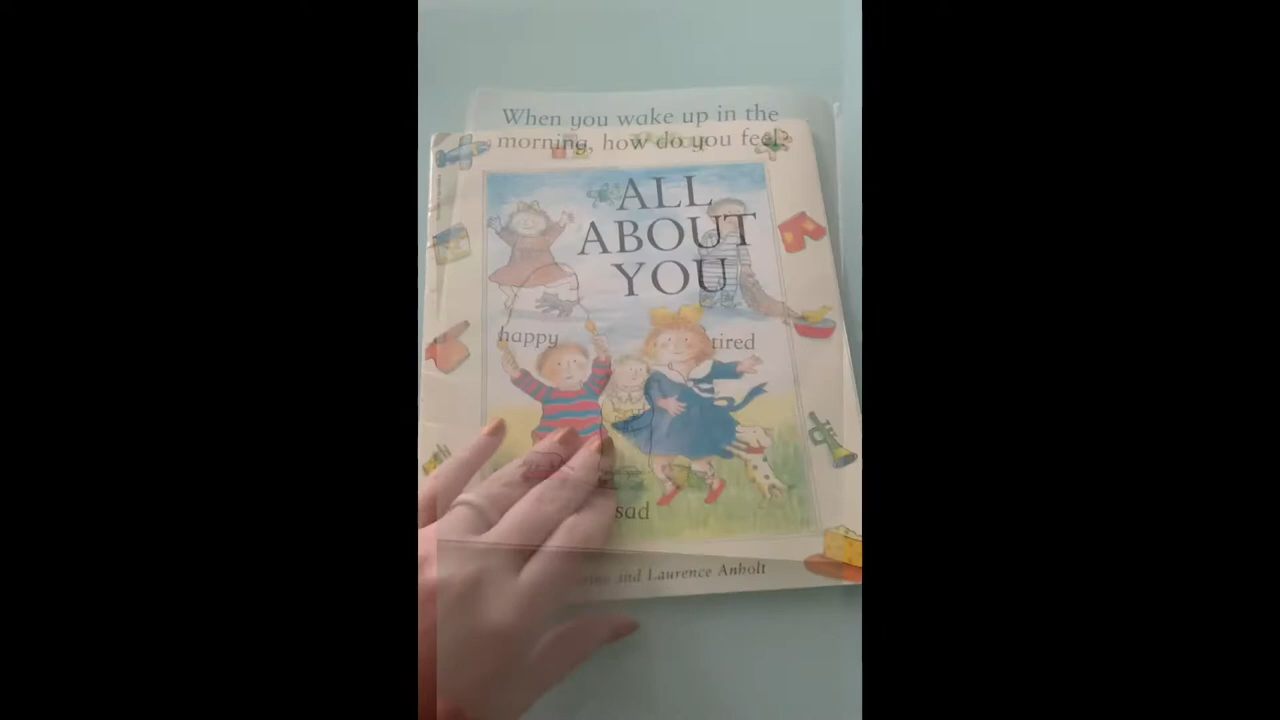 When you wake up in the
morning, how do you feel
ALL
ABOUT
YOU
happy
tired
sad
and Laurence Anholt